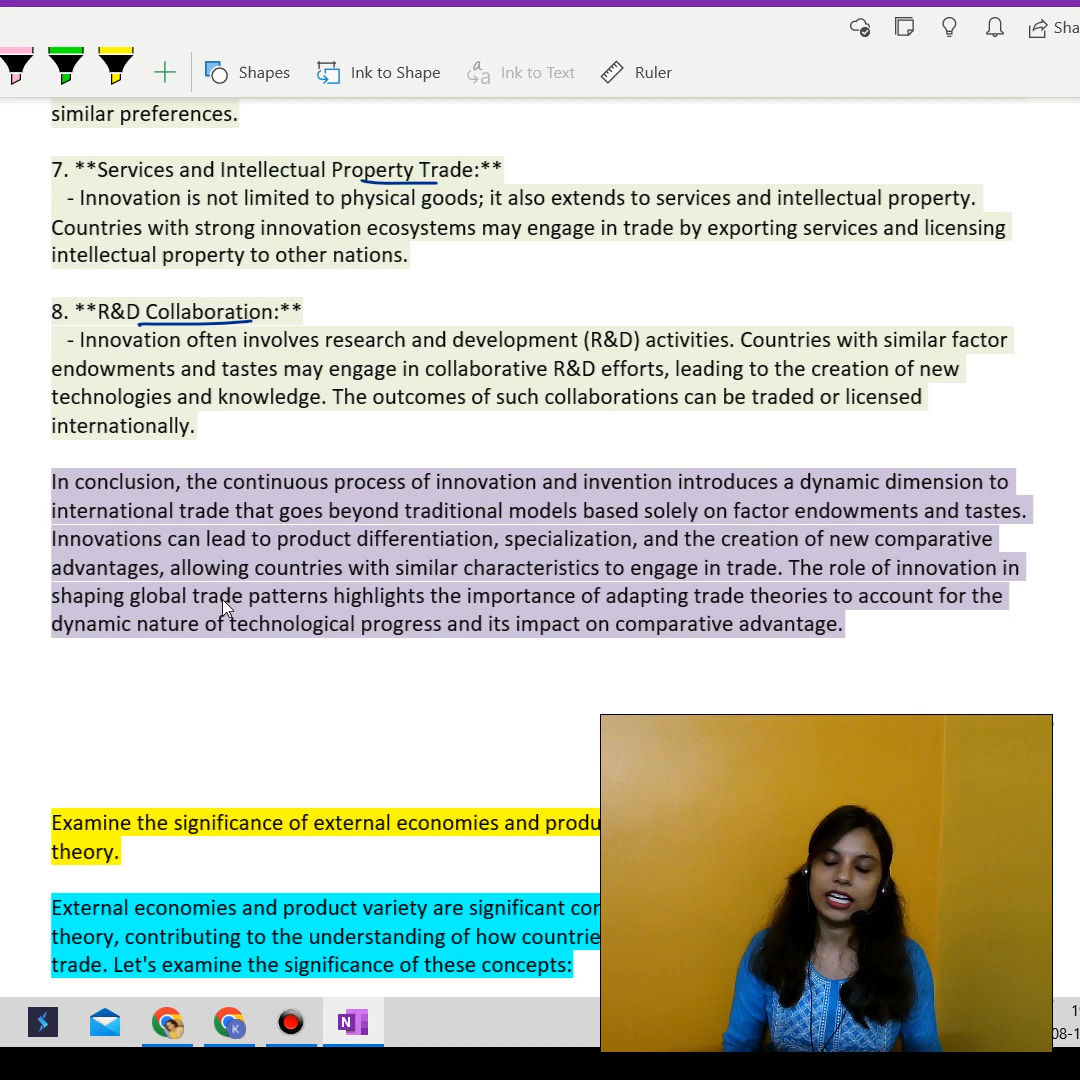 Sha
Shapes
Ink to Shape
Ink to Text
Ruler
similar preferences.
7. **Services and Intellectual Property Trade:**
- Innovation is not limited to physical goods; it also extends to services and intellectual property.
Countries with strong innovation ecosystems may engage in trade by exporting services and licensing
intellectual property to other nations.
8. **R&D Collaboration:**
- Innovation often involves research and development (R&D) activities. Countries with similar factor
endowments and tastes may engage in collaborative R&D efforts, leading to the creation of new
technologies and knowledge. The outcomes of such collaborations can be traded or licensed
internationally.
In conclusion, the continuous process of innovation and invention introduces a dynamic dimension to
international trade that goes beyond traditional models based solely on factor endowments and tastes.
Innovations can lead to product differentiation, specialization, and the creation of new comparative
advantages, allowing countries with similar characteristics to engage in trade. The role of innovation in
shaping global trade patterns highlights the importance of adapting trade theories to account for the
dynamic nature of technological progress and its impact on comparative advantage.
Examine the significance of external economies and produ
theory.
External economies and product variety are significant con
theory, contributing to the understanding of how countrie
trade. Let's examine the significance of these concepts:
K
N
08-1